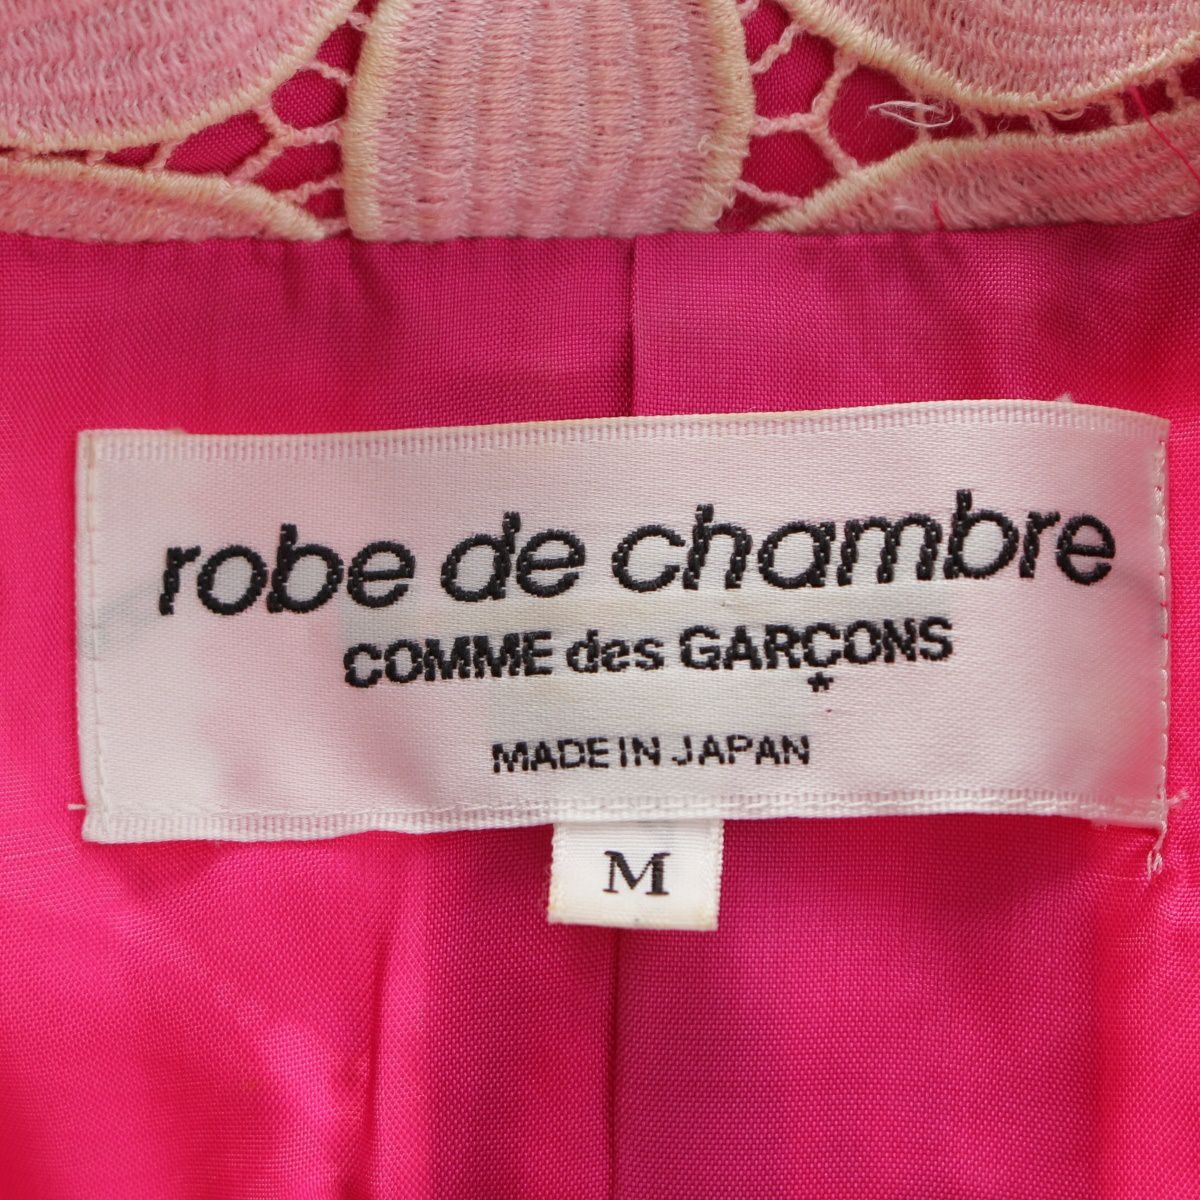 robe de chambre
COMME des GARÇONS
*
MADE IN JAPAN
M